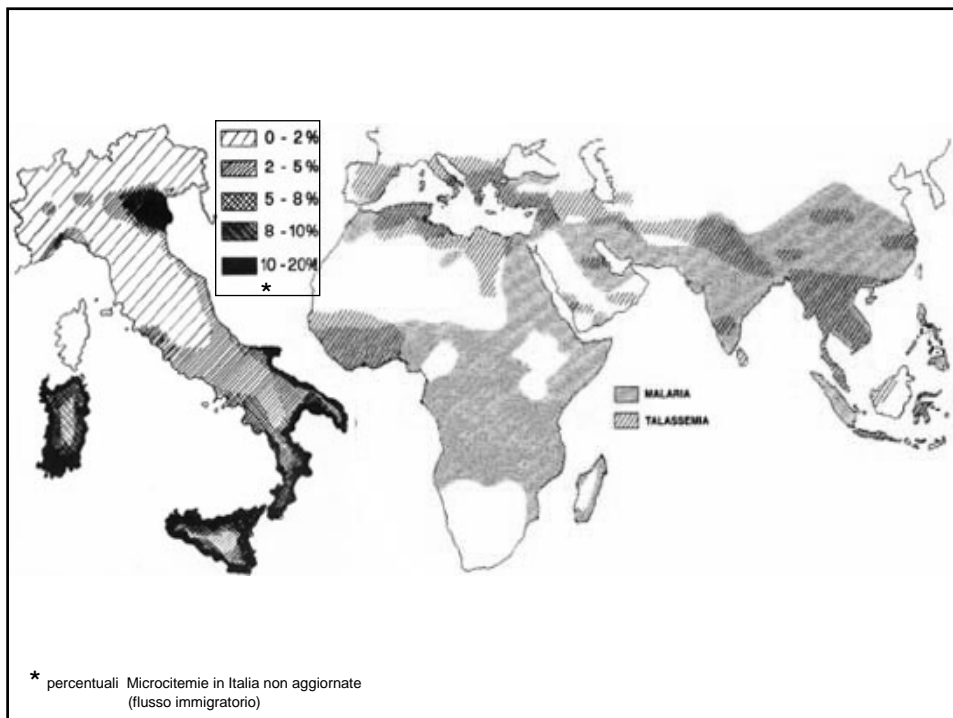 0 - 2%
2 - 5%
5 - 8%
8 - 10%
10 - 20%
*
MALARIA
TALASSEMIA
* percentuali Microcitemie in Italia non aggiornate
(flusso immigratorio)